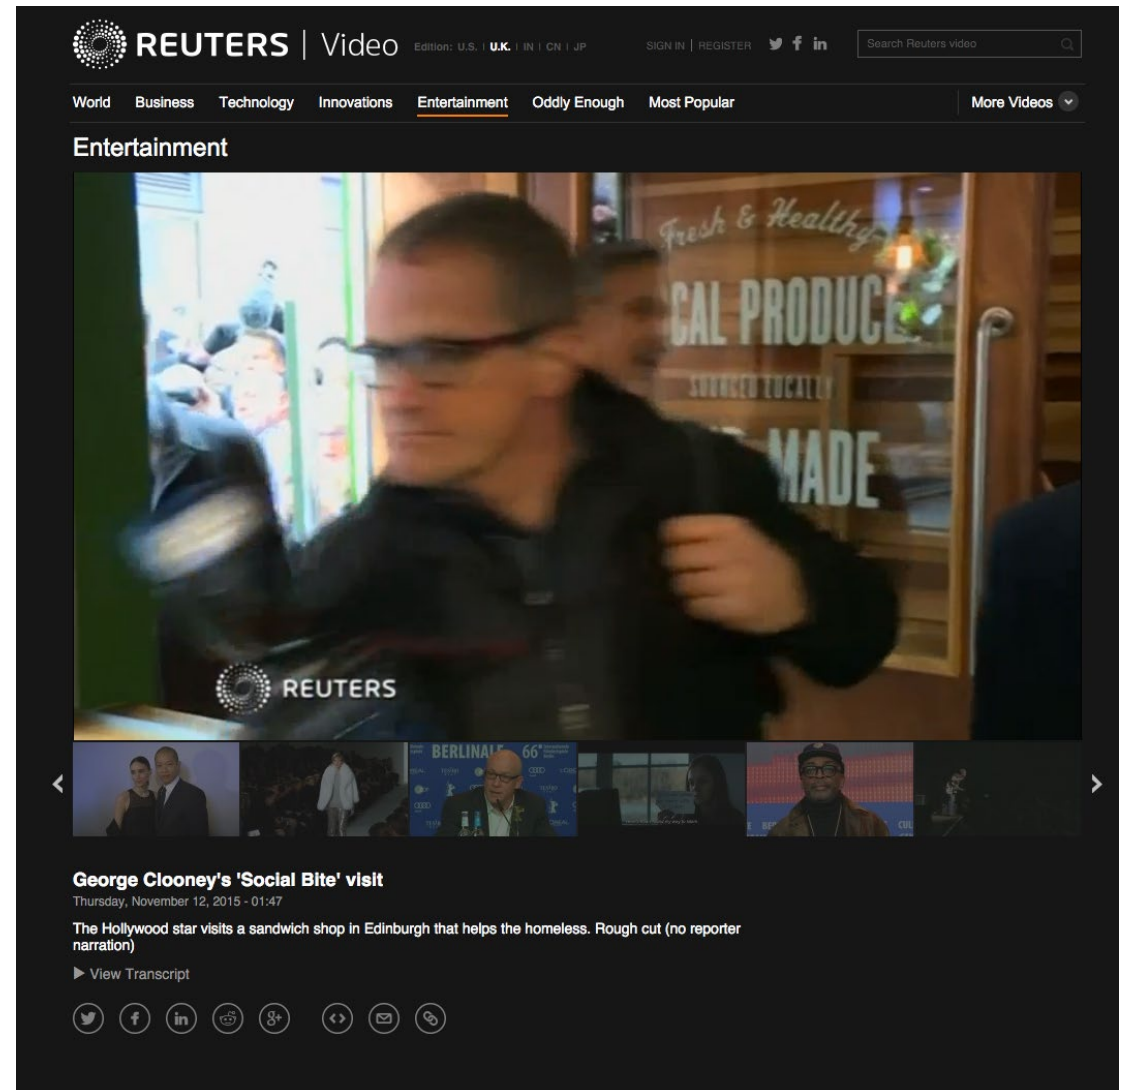 REUTERS | Video
Edition: U.S. | U.K. | IN | CN | JP
SIGN IN | REGISTER
Search Reuters video
World Business Technology Innovations Entertainment Oddly Enough Most Popular More Videos
Entertainment
Fresh & Healthy
CAL PRODUCE
SOURCED LOCALLY
MADE
REUTERS
BERLINALE 66
George Clooney's 'Social Bite' visit
Thursday, November 12, 2015 - 01:47
The Hollywood star visits a sandwich shop in Edinburgh that helps the homeless. Rough cut (no reporter
narration)
View Transcript